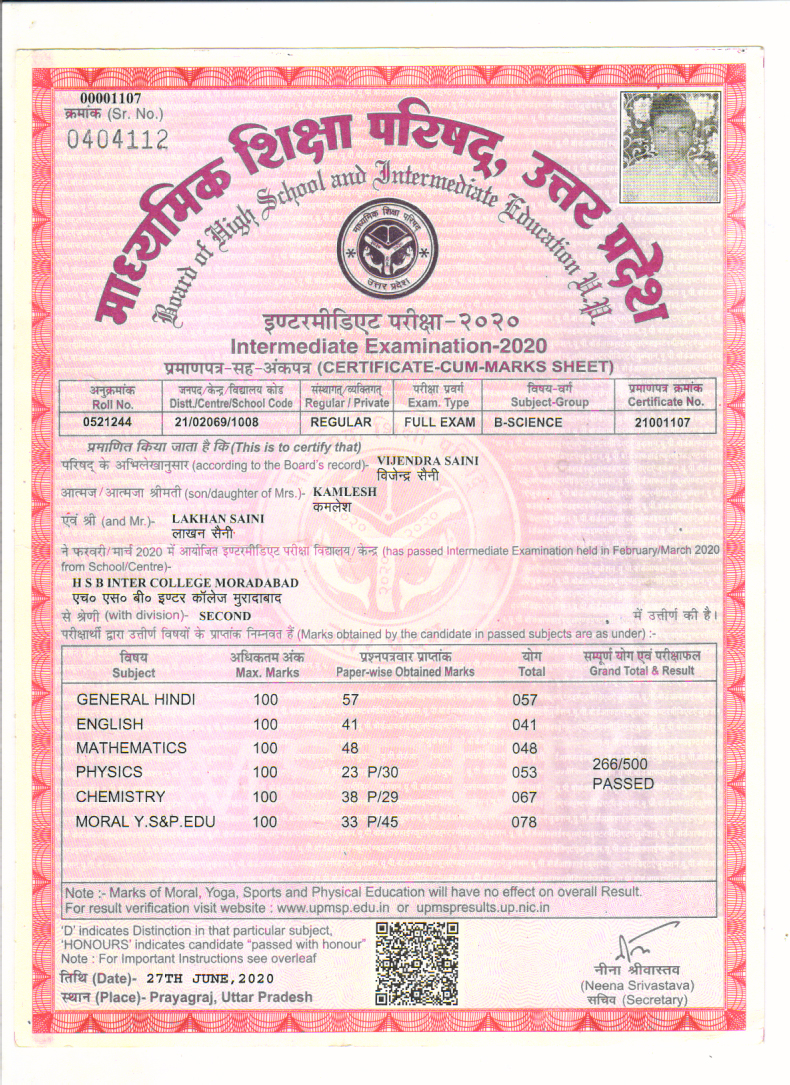 00001107
क्रमांक (Sr. No.)
0404112
माध्यमिक शिक्षा परिषद्, उत्तर प्रदेश
Board of High School and Intermediate Education U.P.
माध्यमिक शिक्षा परिषद्
उत्तर प्रदेश
इण्टरमीडिएट परीक्षा-२०२०
Intermediate Examination-2020
प्रमाणपत्र-सह-अंकपत्र (CERTIFICATE-CUM-MARKS SHEET)
अनुक्रमांक जनपद/केन्द्र/विद्यालय कोड संस्थागत्/व्यक्तिगत् परीक्षा प्रवर्ग विषय-वर्ग प्रमाणपत्र क्रमांक
Roll No. Distt./Centre/School Code Regular / Private Exam. Type Subject-Group Certificate No.
0521244 21/02069/1008 REGULAR FULL EXAM B-SCIENCE 21001107
प्रमाणित किया जाता है कि (This is to certify that)
परिषद् के अभिलेखानुसार (according to the Board's record)- VIJENDRA SAINI
विजेन्द्र सैनी
आत्मज/आत्मजा श्रीमती (son/daughter of Mrs.)- KAMLESH
कमलेश
एवं श्री (and Mr.)- LAKHAN SAINI
लाखन सैनी
ने फरवरी/मार्च 2020 में आयोजित इण्टरमीडिएट परीक्षा विद्यालय/केन्द्र (has passed Intermediate Examination held in February/March 2020
from School/Centre)-
H S B INTER COLLEGE MORADABAD
एच० एस० बी० इण्टर कॉलेज मुरादाबाद
से श्रेणी (with division)- SECOND में उत्तीर्ण की है।
परीक्षार्थी द्वारा उत्तीर्ण विषयों के प्राप्तांक निम्नवत हैं (Marks obtained by the candidate in passed subjects are as under) :-
विषय अधिकतम अंक प्रश्नपत्रवार प्राप्तांक योग सम्पूर्ण योग एवं परीक्षाफल
Subject Max. Marks Paper-wise Obtained Marks Total Grand Total & Result
GENERAL HINDI 100 57 057
ENGLISH 100 41 041
MATHEMATICS 100 48 048
266/500
PHYSICS 100 23 P/30 053
PASSED
CHEMISTRY 100 38 P/29 067
MORAL Y.S&P.EDU 100 33 P/45 078
Note :- Marks of Moral, Yoga, Sports and Physical Education will have no effect on overall Result.
For result verification visit website : www.upmsp.edu.in or upmspresults.up.nic.in
'D' indicates Distinction in that particular subject,
'HONOURS' indicates candidate "passed with honour"
Note : For Important Instructions see overleaf
तिथि (Date)- 27TH JUNE,2020
स्थान (Place)- Prayagraj, Uttar Pradesh
नीना श्रीवास्तव
(Neena Srivastava)
सचिव (Secretary)